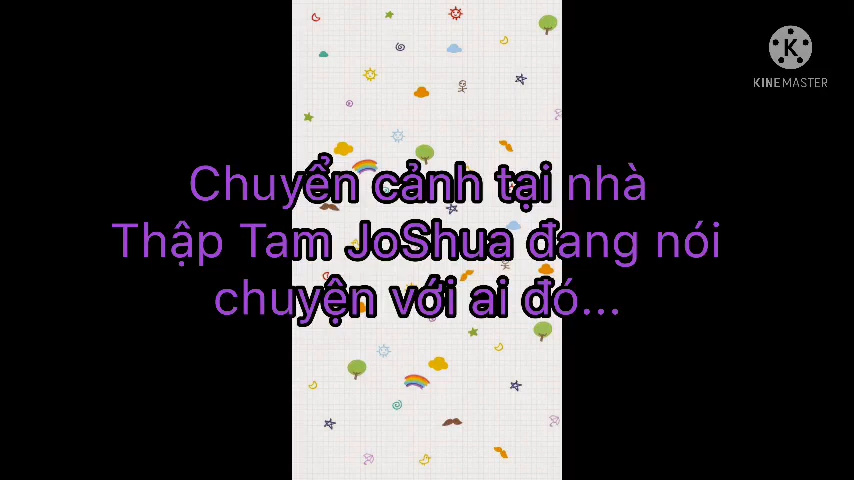 KINEMASTER
Chuyển cảnh tại nhà
Thập Tam JoShua đang nói
chuyện với ai đó...